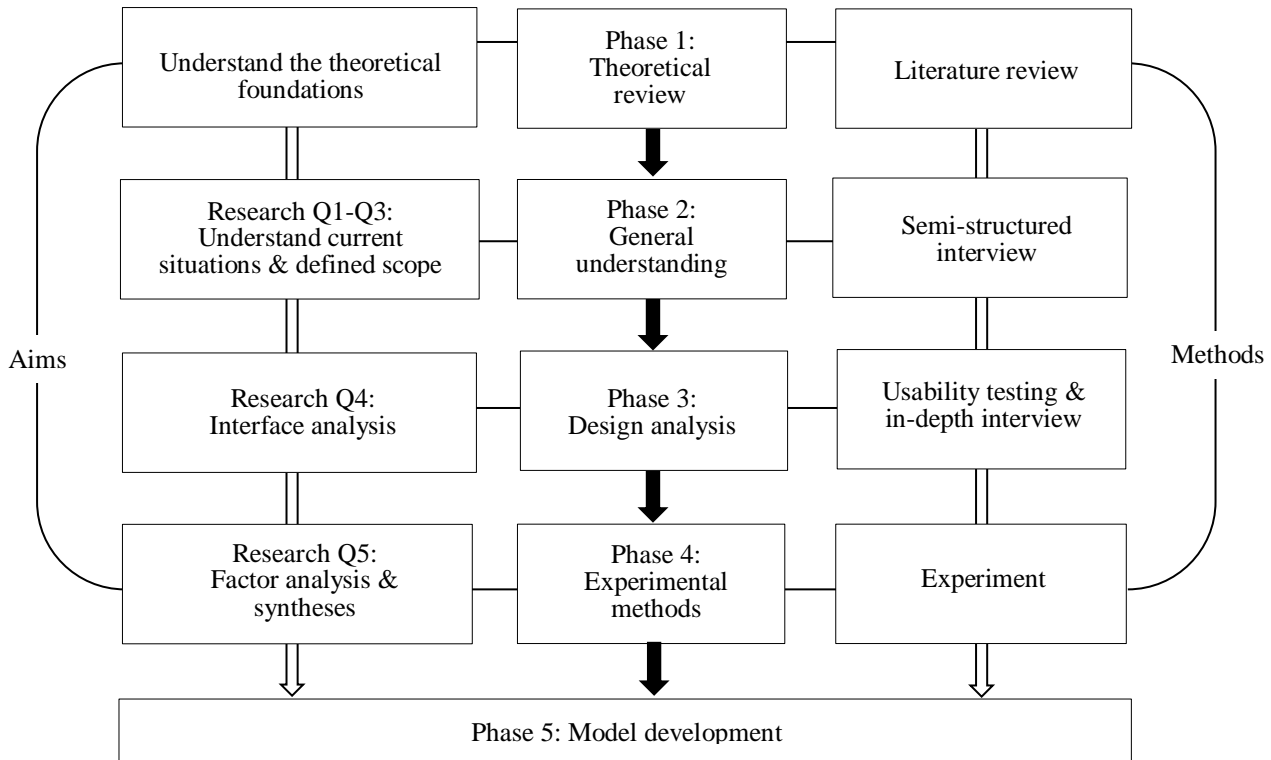 Understand the theoretical
foundations
Phase 1:
Theoretical
review
Literature review
Research Q1-Q3:
Understand current
situations & defined scope
Phase 2:
General
understanding
Semi-structured
interview
Aims
Methods
Research Q4:
Interface analysis
Phase 3:
Design analysis
Usability testing &
in-depth interview
Research Q5:
Factor analysis &
syntheses
Phase 4:
Experimental
methods
Experiment
Phase 5: Model development